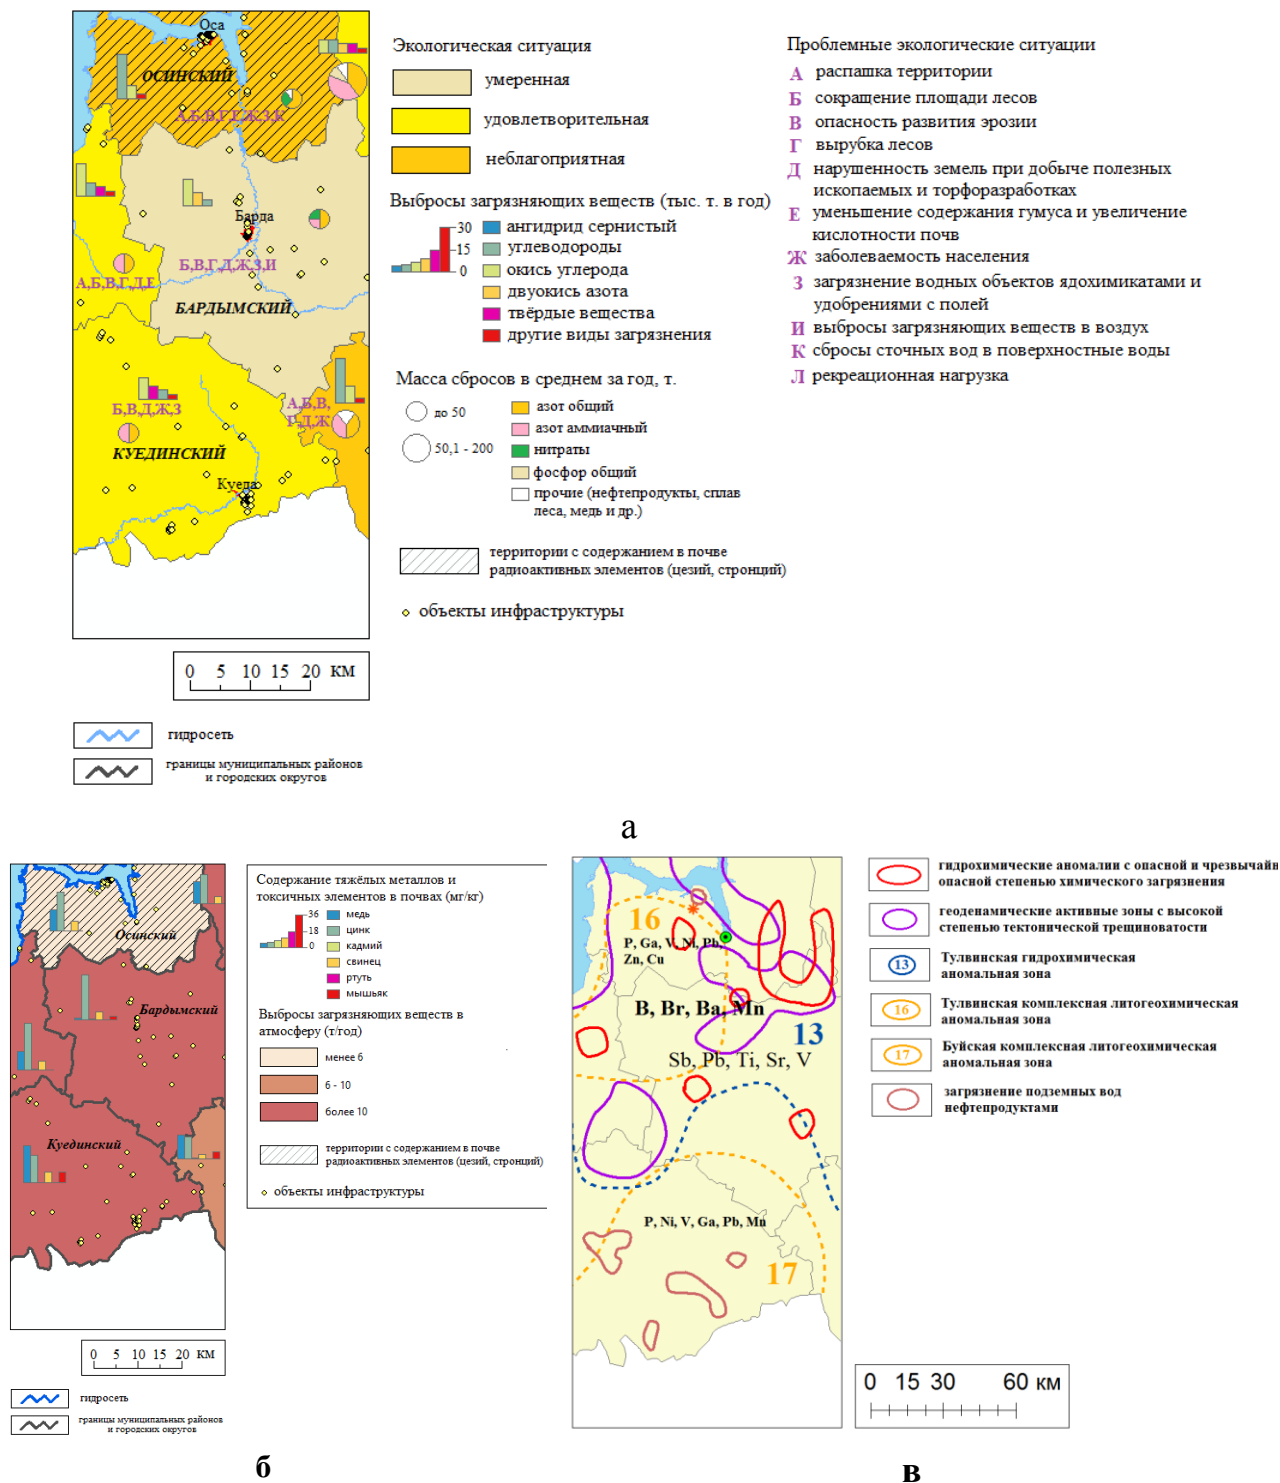 Оса
ОСИНСКИЙ
А,Б,В,Г,Д,Ж,З,К
Барда
Б,В,Г,Д,Ж,З,И
А,Б,В,Г,Д,Е
БАРДЫМСКИЙ
Б,В,Д,Ж,З
А,Б,В,
Г,Д,Ж
КУЕДИНСКИЙ
Куеда
0 5 10 15 20 км
гидросеть
границы муниципальных районов
и городских округов
Экологическая ситуация
умеренная
удовлетворительная
неблагоприятная
Выбросы загрязняющих веществ (тыс. т. в год)
30
15
0
ангидрид сернистый
углеводороды
окись углерода
двуокись азота
твёрдые вещества
другие виды загрязнения
Масса сбросов в среднем за год, т.
до 50
50,1 - 200
азот общий
азот аммиачный
нитраты
фосфор общий
прочие (нефтепродукты, сплав
леса, медь и др.)
территории с содержанием в почве
радиоактивных элементов (цезий, стронций)
объекты инфраструктуры
Проблемные экологические ситуации
А распашка территории
Б сокращение площади лесов
В опасность развития эрозии
Г вырубка лесов
Д нарушенность земель при добыче полезных
ископаемых и торфоразработках
Е уменьшение содержания гумуса и увеличение
кислотности почв
Ж заболеваемость населения
З загрязнение водных объектов ядохимикатами и
удобрениями с полей
И выбросы загрязняющих веществ в воздух
К сбросы сточных вод в поверхностные воды
Л рекреационная нагрузка
а
Осинский
Бардымский
Куединский
0 5 10 15 20 км
гидросеть
границы муниципальных районов
и городских округов
Содержание тяжёлых металлов и
токсичных элементов в почвах (мг/кг)
36
18
0
медь
цинк
кадмий
свинец
ртуть
мышьяк
Выбросы загрязняющих веществ в
атмосферу (т/год)
менее 6
6 - 10
более 10
территории с содержанием в почве
радиоактивных элементов (цезий, стронций)
объекты инфраструктуры
б
16
P, Ga, V, Ni, Pb,
Zn, Cu
B, Br, Ba, Mn
13
Sb, Pb, Ti, Sr, V
P, Ni, V, Ga, Pb, Mn
17
гидрохимические аномалии с опасной и чрезвычайн
опасной степенью химического загрязнения
геоденамические активные зоны с высокой
степенью тектонической трещиноватости
13 Тулвинская гидрохимическая
аномальная зона
16 Тулвинская комплексная литогеохимическая
аномальная зона
17 Буйская комплексная литогеохимическая
аномальная зона
загрязнение подземных вод
нефтепродуктами
0 15 30 60 км
в